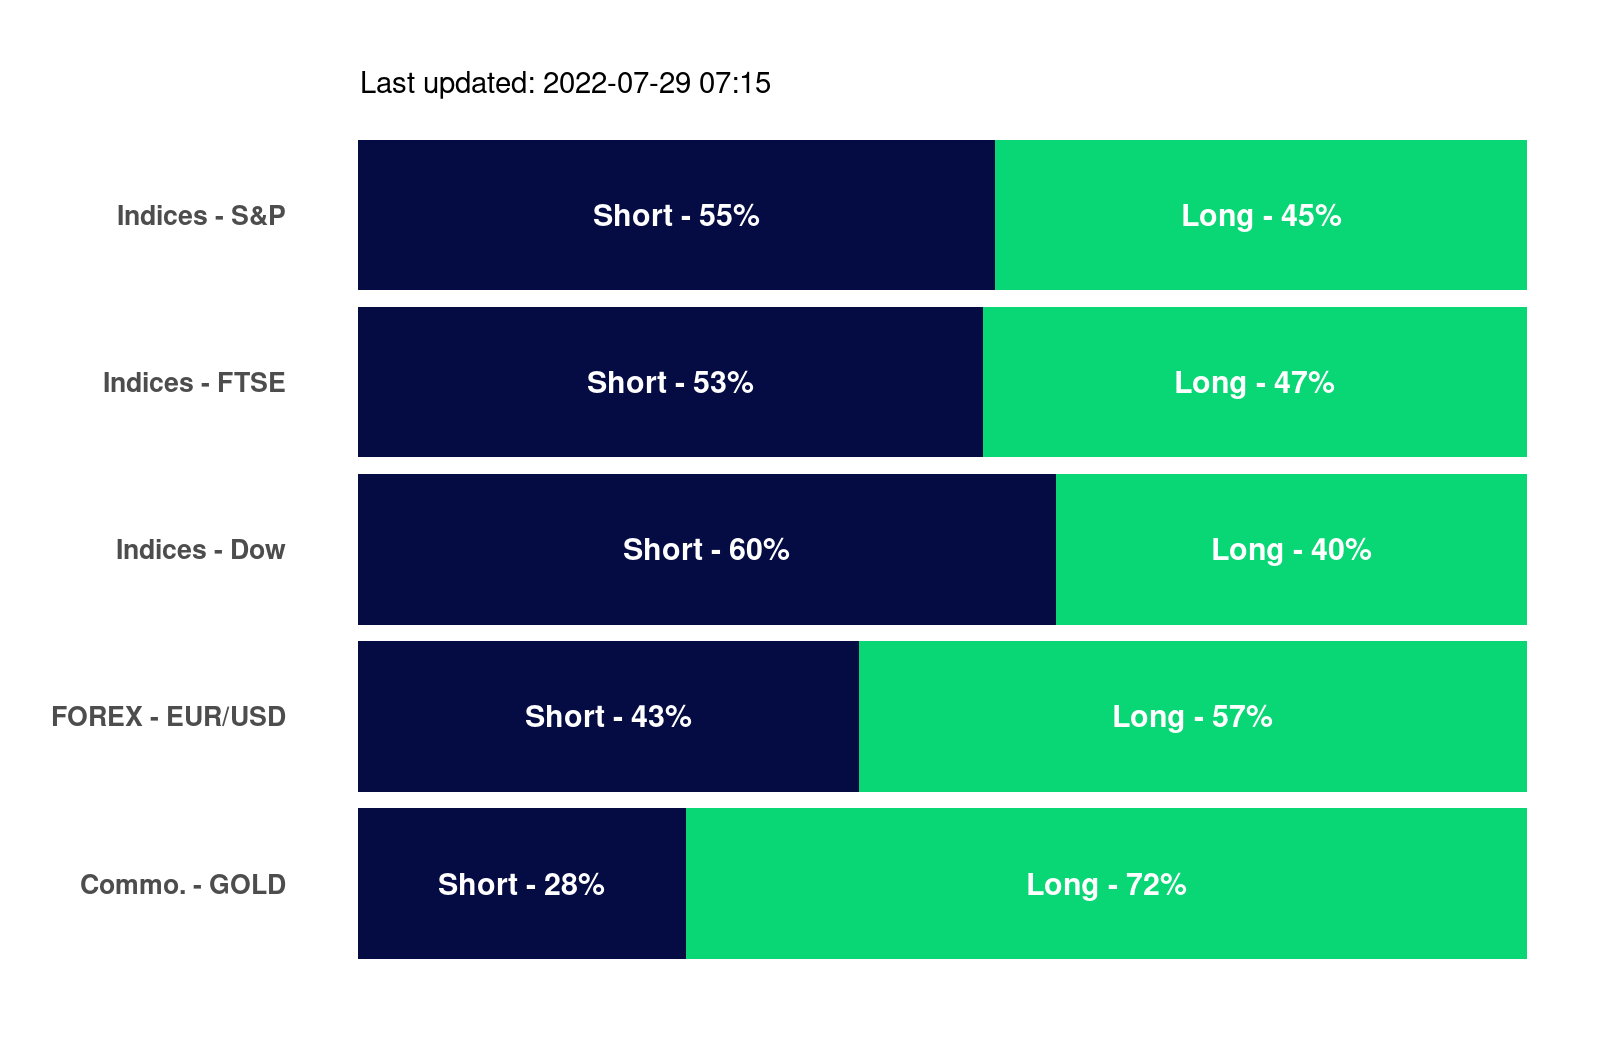 Last updated: 2022-07-29 07:15
Indices - S&P Short - 55% Long - 45%
Indices - FTSE Short - 53% Long - 47%
Indices - Dow Short - 60% Long - 40%
FOREX - EUR/USD Short - 43% Long - 57%
Commo. - GOLD Short - 28% Long - 72%